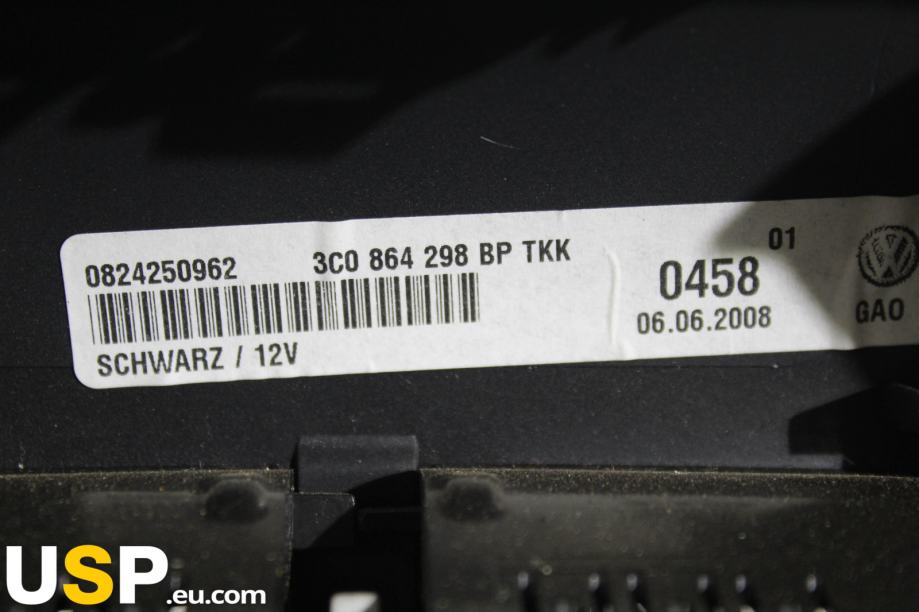 0824250962 3C0 864 298 BP TKK
SCHWARZ / 12V
01
0458
06.06.2008
GAO
USP.eu.com